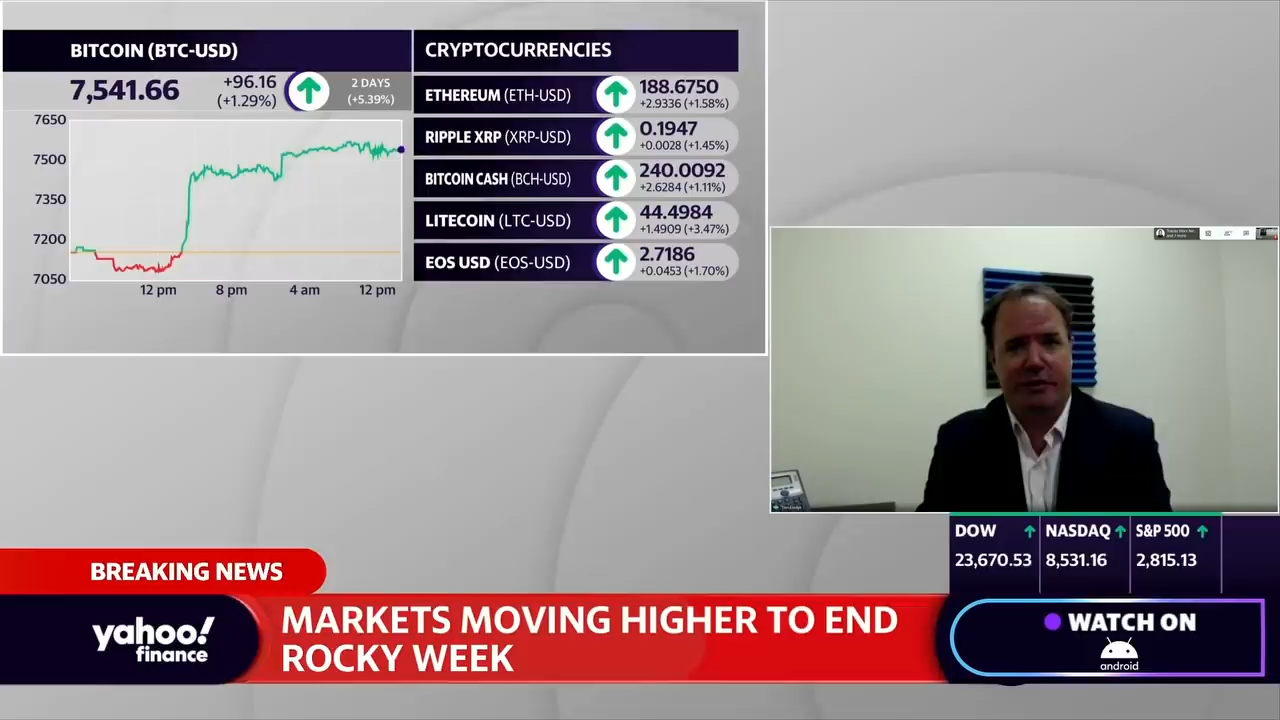 BITCOIN (BTC-USD)
7,541.66
+96.16
(+1.29%)
2 DAYS
(+5.39%)
7650
7500
7350
7200
7050
12 pm
8 pm
4 am
12 pm
CRYPTOCURRENCIES
ETHEREUM (ETH-USD)
188.6750
+2.9336 (+1.58%)
RIPPLE XRP (XRP-USD)
0.1947
+0.0028 (+1.45%)
BITCOIN CASH (BCH-USD)
240.0092
+2.6284 (+1.11%)
LITECOIN (LTC-USD)
44.4984
+1.4909 (+3.47%)
EOS USD (EOS-USD)
2.7186
+0.0453 (+1.70%)
DOW
23,670.53
NASDAQ
8,531.16
S&P 500
2,815.13
BREAKING NEWS
yahoo!
finance
MARKETS MOVING HIGHER TO END
ROCKY WEEK
WATCH ON
android